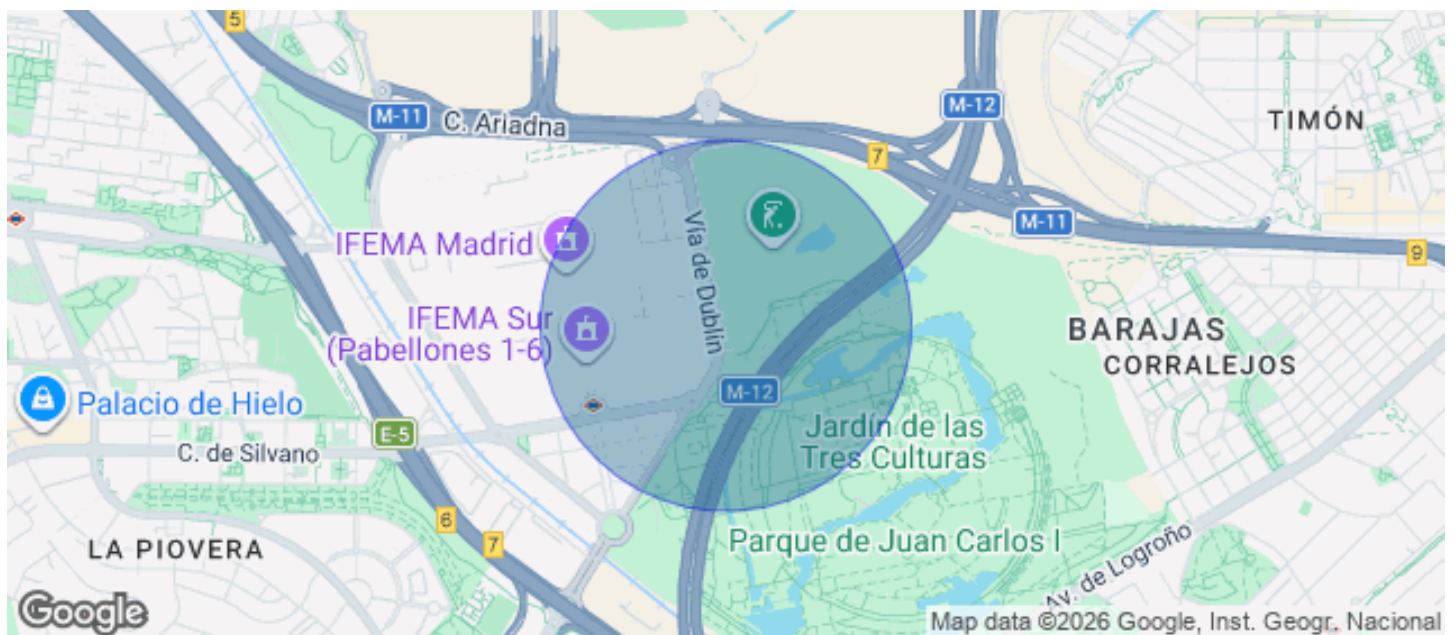 5
M-11
C. Ariadna
M-12
TIMÓN
7
M-11
9
IFEMA Madrid
Vía de Dublín
IFEMA Sur
(Pabellones 1-6)
BARAJAS
CORRALEJOS
M-12
Palacio de Hielo
E-5
C. de Silvano
Jardín de las
Tres Culturas
6
7
LA PIOVERA
Parque de Juan Carlos I
Av. de Logroño
Google
Map data ©2026 Google, Inst. Geogr. Nacional